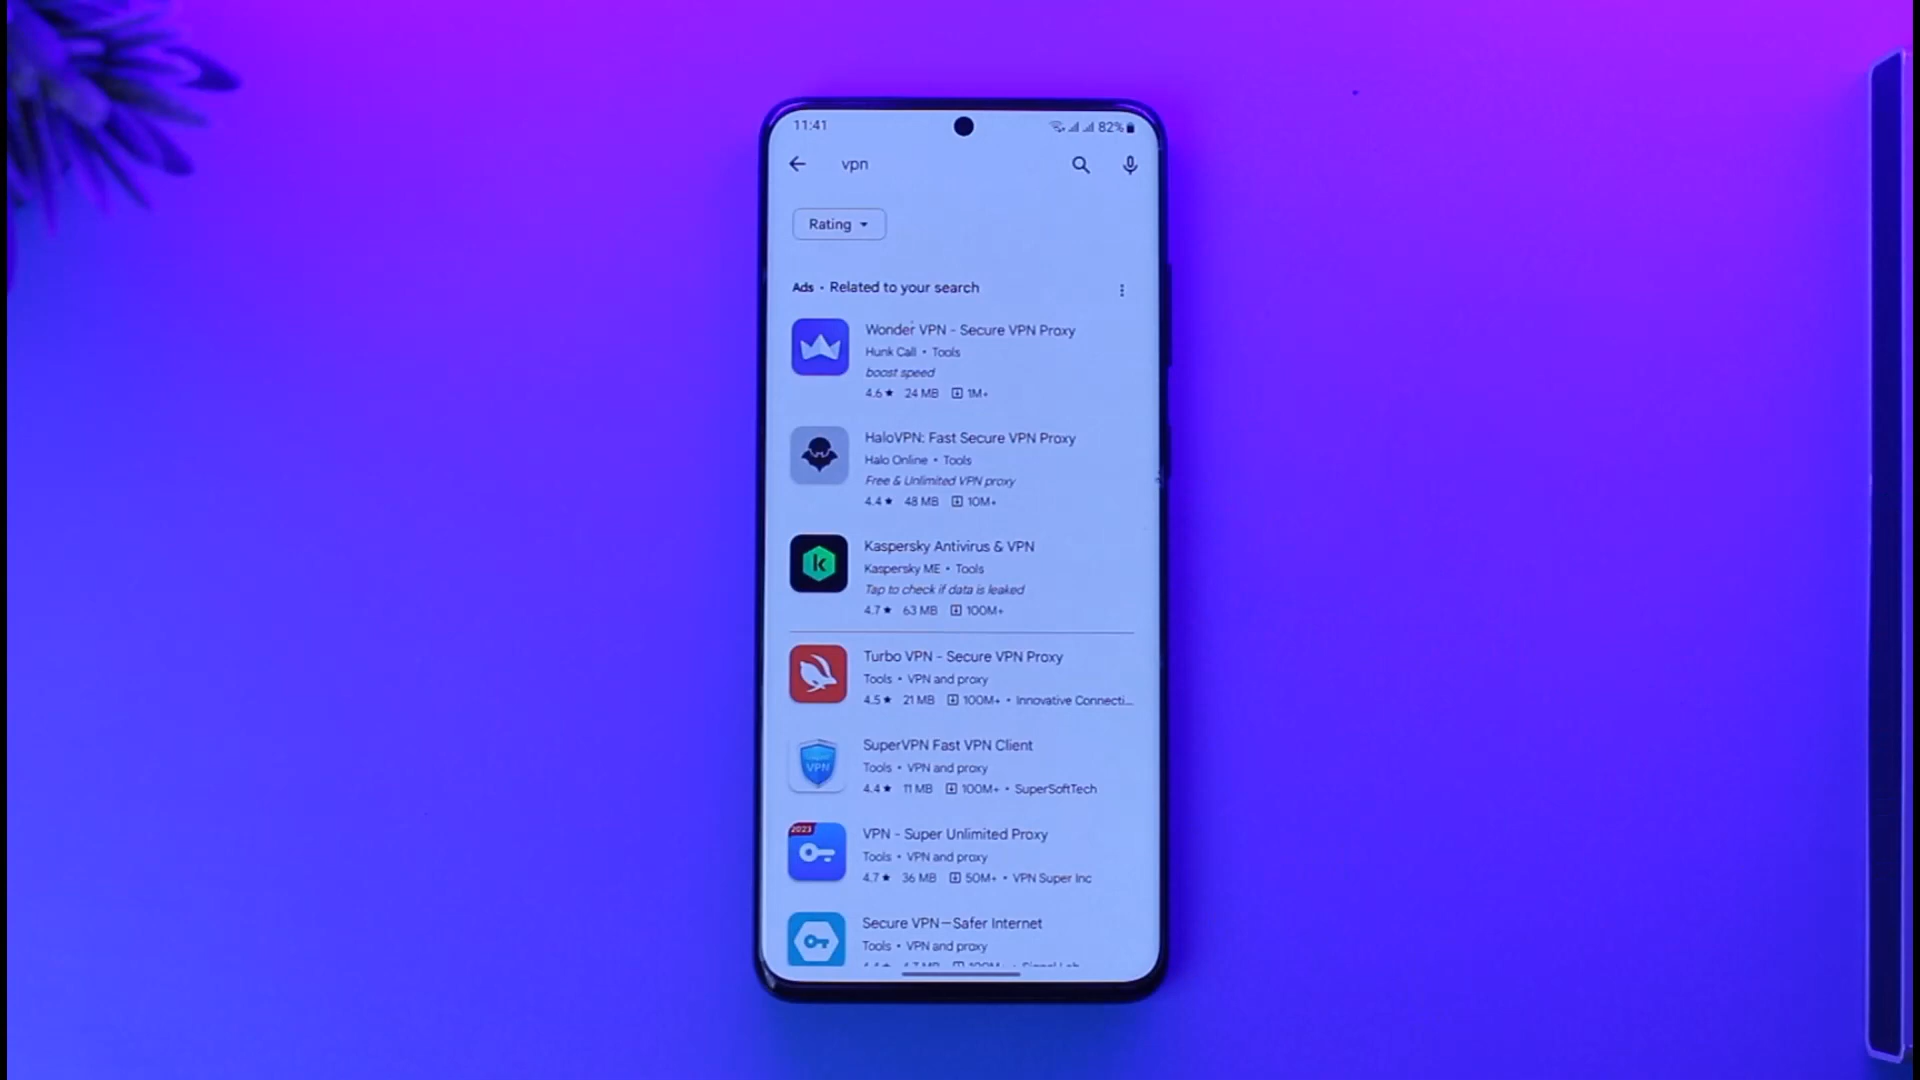 11:41
82%
vpn
Rating
Ads • Related to your search
Wonder VPN - Secure VPN Proxy
Hunk Call • Tools
boost speed
4.6★ 24 MB 1M+
HaloVPN: Fast Secure VPN Proxy
Halo Online • Tools
Free & Unlimited VPN proxy
4.4★ 48 MB 10M+
Kaspersky Antivirus & VPN
Kaspersky ME • Tools
Tap to check if data is leaked
4.7★ 63 MB 100M+
Turbo VPN - Secure VPN Proxy
Tools • VPN and proxy
4.5★ 21 MB 100M+ • Innovative Connecti...
SuperVPN Fast VPN Client
VPN
Tools • VPN and proxy
4.4★ 11 MB 100M+ • SuperSoftTech
2023
VPN - Super Unlimited Proxy
Tools • VPN and proxy
4.7★ 36 MB 50M+ • VPN Super Inc
Secure VPN—Safer Internet
Tools • VPN and proxy